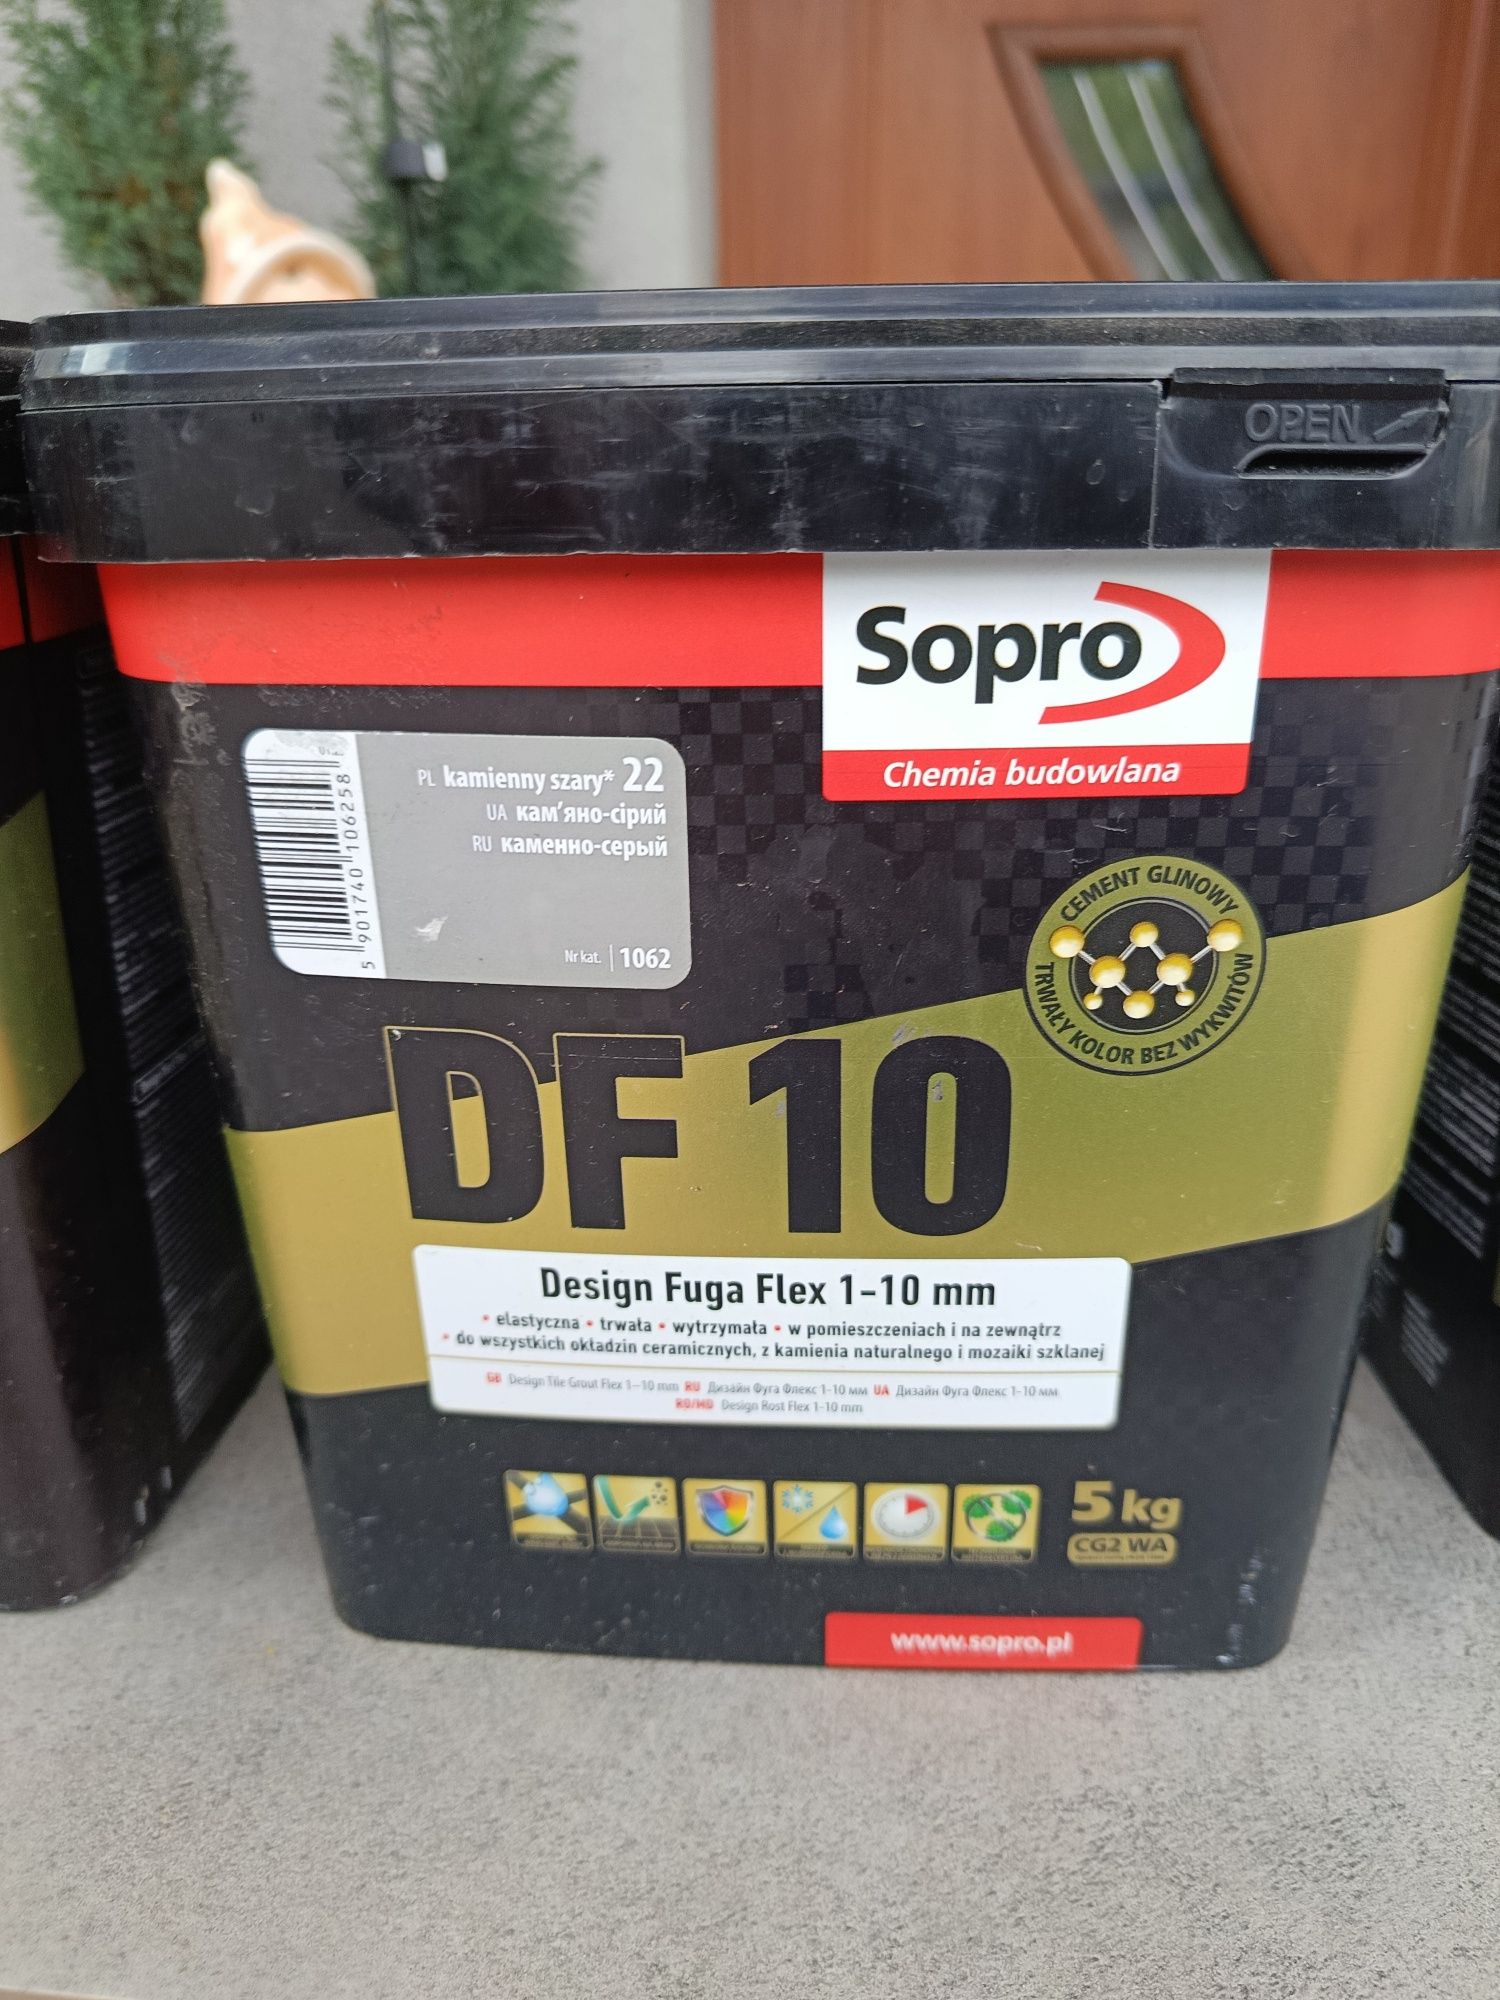 OPEN
Sopro
Chemia budowlana
PL kamienny szary* 22
UA кам'яно-сірий
RU каменно-серый
Nr kat. | 1062
5 901740 106258
CEMENT GLINOWY
TRWAŁY KOLOR BEZ WYKWITÓW
DF 10
Design Fuga Flex 1-10 mm
• elastyczna • trwała • wytrzymała • w pomieszczeniach i na zewnątrz
• do wszystkich okładzin ceramicznych, z kamienia naturalnego i mozaiki szklanej
GB Design Tile Grout Flex 1–10 mm RU Дизайн Фуга Флекс 1-10 мм UA Дизайн Фуга Флекс 1-10 мм
RO/MD Design Rost Flex 1-10 mm
5 kg
CG2 WA
www.sopro.pl